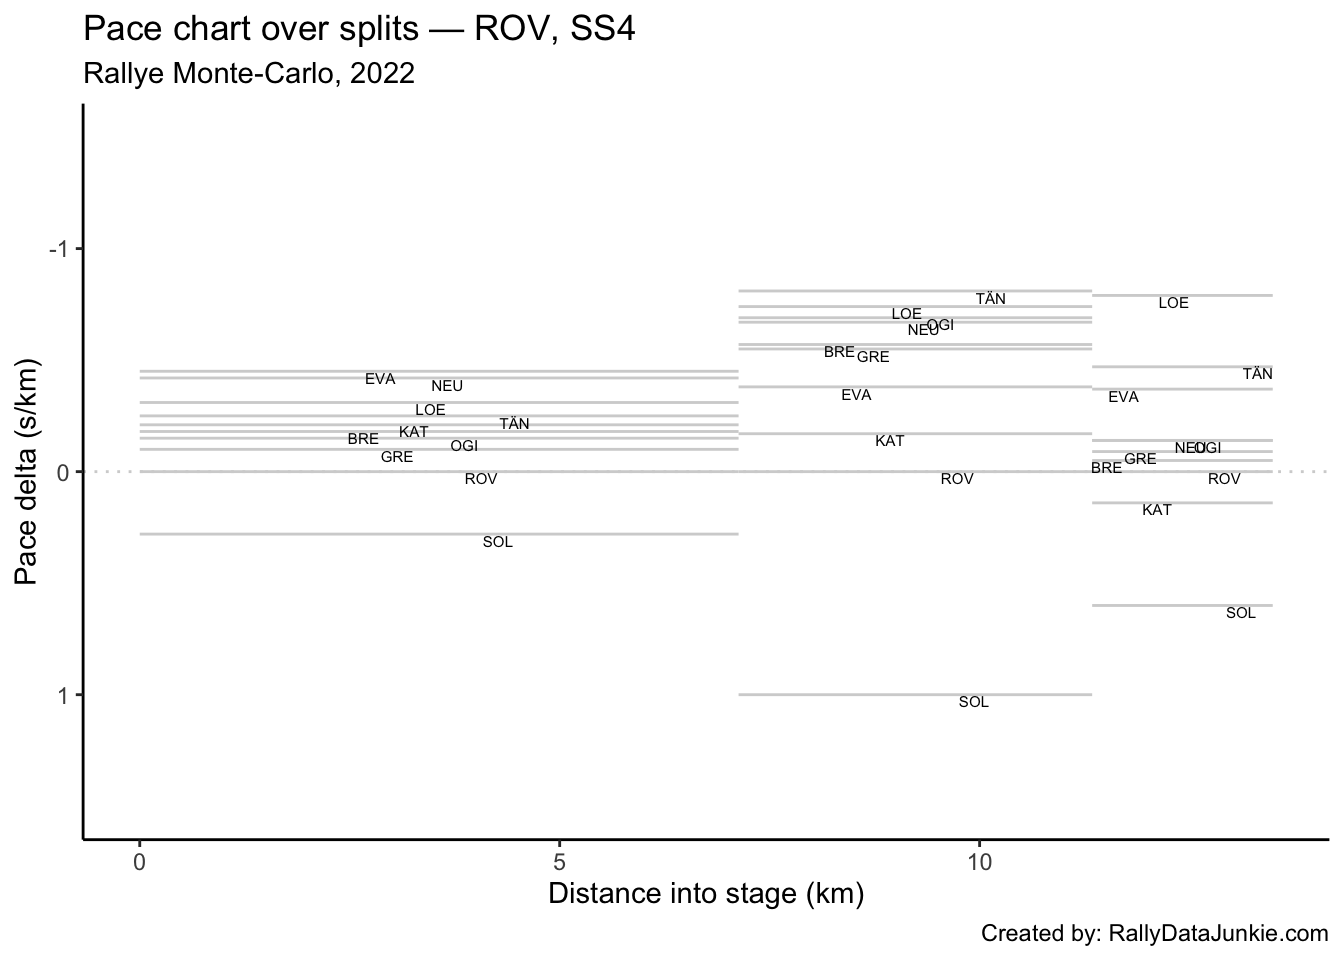 Pace chart over splits — ROV, SS4
Rallye Monte-Carlo, 2022
Pace delta (s/km)
-1
0
1
EVA
NEU
LOE
TÄN
KAT
BRE
OGI
GRE
ROV
SOL
TÄN
LOE
OGI
NEU
BRE
GRE
EVA
KAT
ROV
SOL
LOE
TÄN
EVA
NEU
OGI
GRE
BRE
ROV
KAT
SOL
0 5 10
Distance into stage (km)
Created by: RallyDataJunkie.com